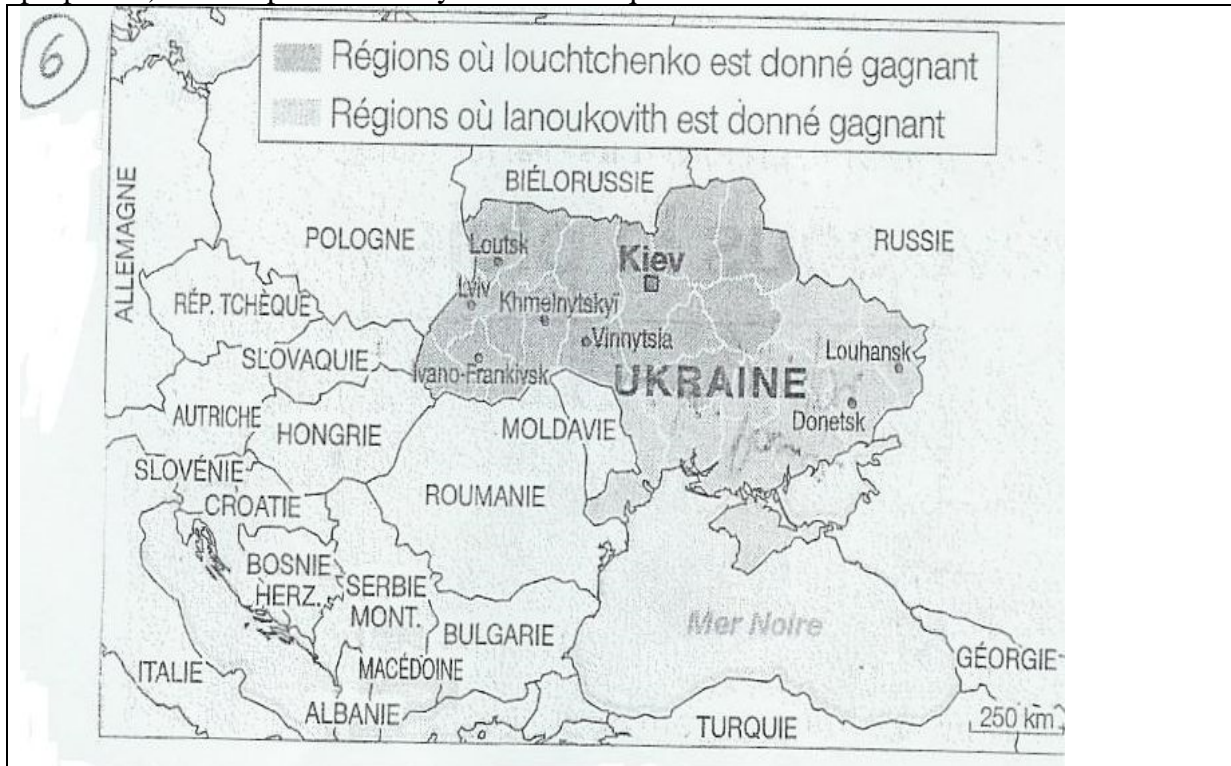 6
Régions où Iouchtchenko est donné gagnant
Régions où Ianoukovith est donné gagnant
BIÉLORUSSIE
ALLEMAGNE
POLOGNE
RUSSIE
Loutsk
Kiev
Lviv
Khmelnytskyï
RÉP. TCHÈQUE
Vinnytsia
Louhansk
SLOVAQUIE
Ivano-Frankivsk
UKRAINE
Donetsk
AUTRICHE
HONGRIE
MOLDAVIE
SLOVÉNIE
CROATIE
ROUMANIE
BOSNIE
HERZ.
SERBIE
MONT.
BULGARIE
Mer Noire
ITALIE
MACÉDOINE
GÉORGIE
ALBANIE
TURQUIE
250 km